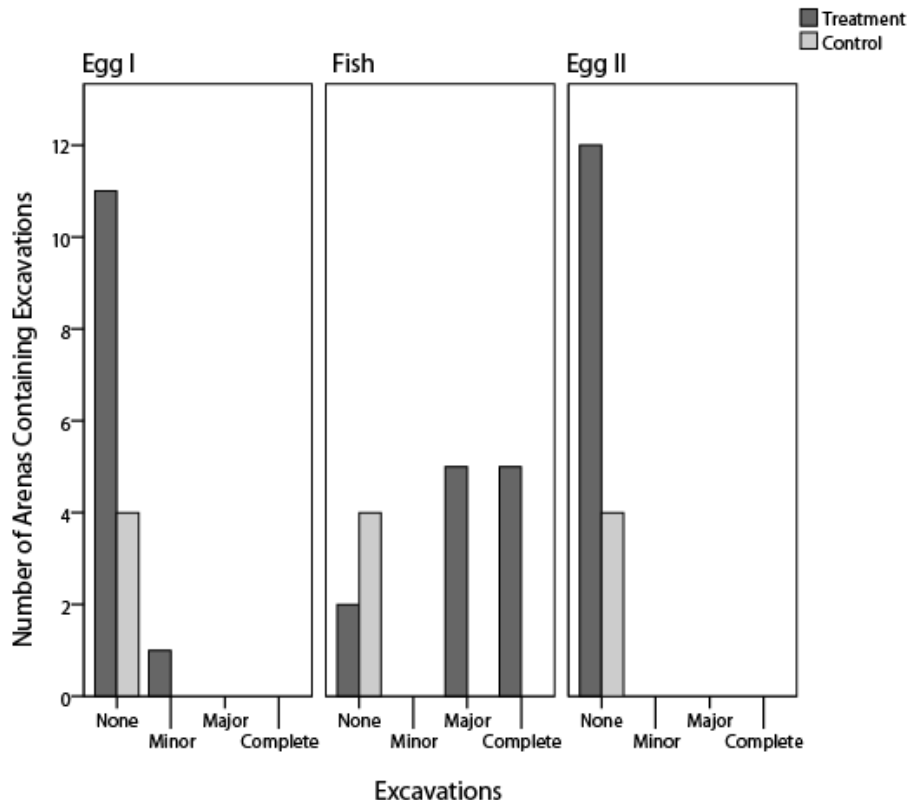 Treatment
Control
Egg I
Fish
Egg II
Number of Arenas Containing Excavations
12
10
8
6
4
2
0
None
Minor
Major
Complete
None
Minor
Major
Complete
None
Minor
Major
Complete
Excavations